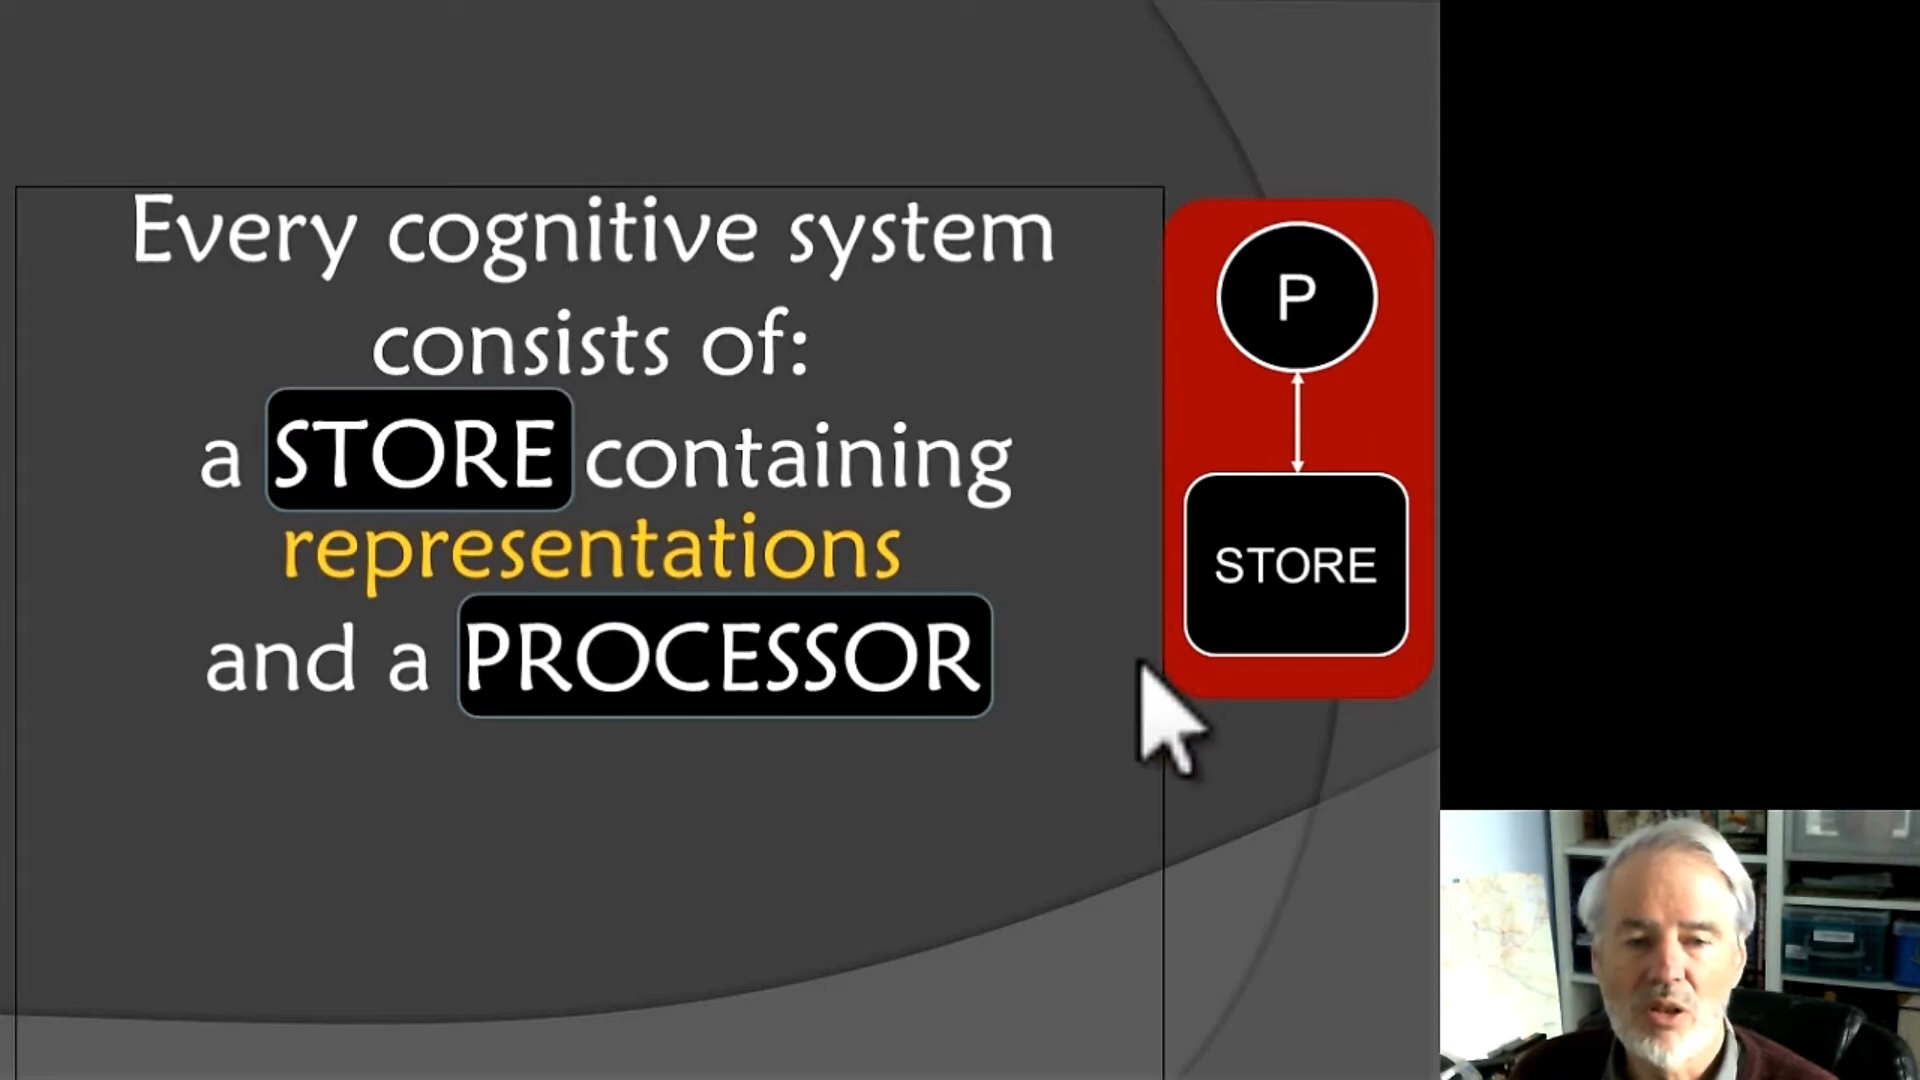 Every cognitive system
consists of:
a STORE containing
representations
and a PROCESSOR
P
STORE